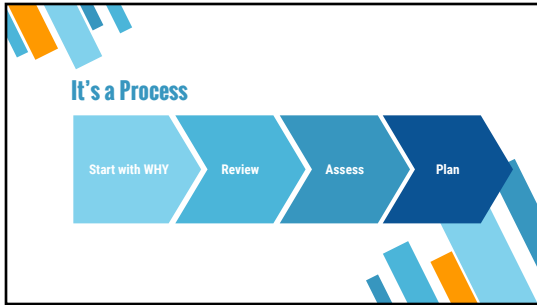 It's a Process
Start with WHY
Review
Assess
Plan